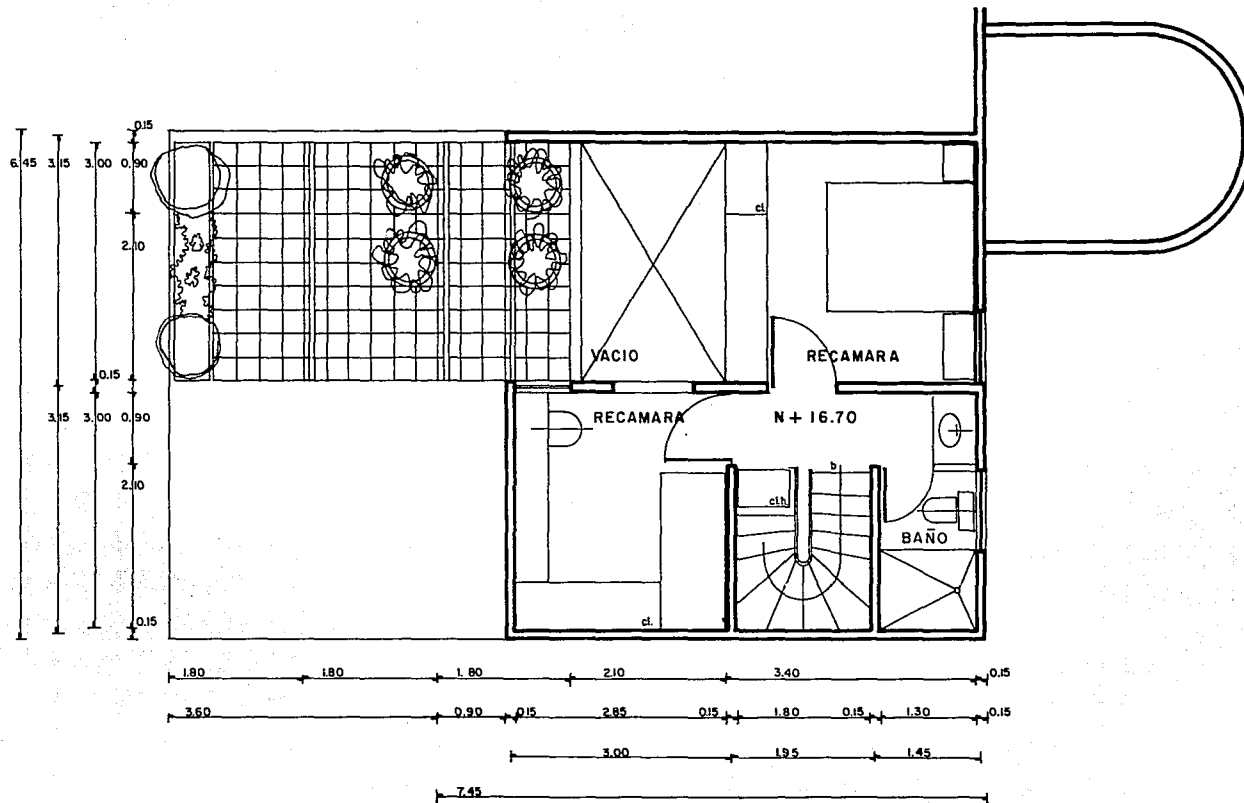 0.15
6.45 3.15 3.00 0.90
cl.
2.10
VACIO RECAMARA
0.15
3.15 3.00 0.90 RECAMARA N + 16.70
b
2.10
cl.h.
BAÑO
0.15
cl.
1.80 1.80 1.80 2.10 3.40 0.15
3.60 0.90 0.15 2.85 0.15 1.80 0.15 1.30 0.15
3.00 1.95 1.45
7.45